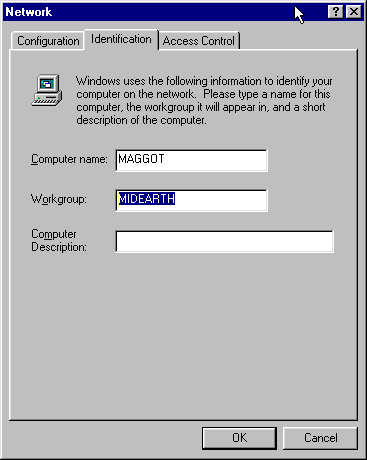 Network
Configuration Identification Access Control
Windows uses the following information to identify your
computer on the network. Please type a name for this
computer, the workgroup it will appear in, and a short
description of the computer.
Computer name: MAGGOT
Workgroup: MIDEARTH
Computer
Description:
OK Cancel